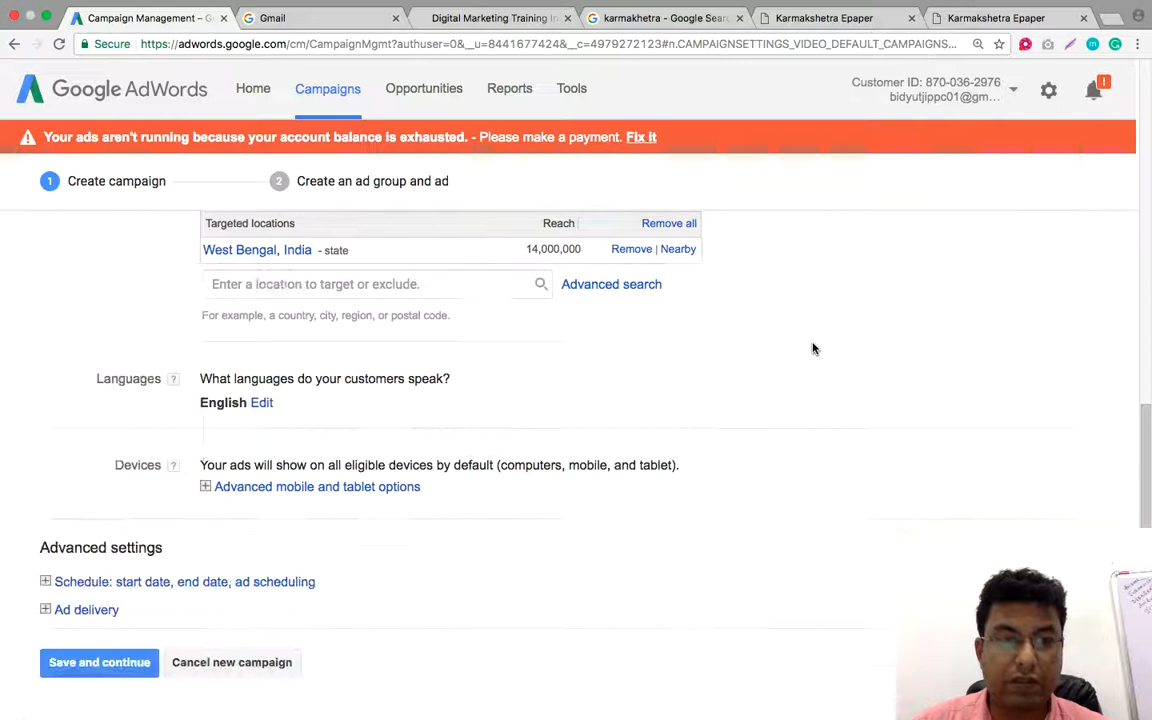 Campaign Management – G
Gmail
Digital Marketing Training In
karmakhetra - Google Sear
Karmakshetra Epaper
Karmakshetra Epaper
Secure
https://adwords.google.com/cm/CampaignMgmt?authuser=0&__u=8441677424&__c=4979272123#n.CAMPAIGNSETTINGS_VIDEO_DEFAULT_CAMPAIGNS...
Google AdWords
Home
Campaigns
Opportunities
Reports
Tools
Customer ID: 870-036-2976
bidyutjippc01@gm...
!
Your ads aren't running because your account balance is exhausted. - Please make a payment. Fix it
1 Create campaign
2 Create an ad group and ad
Targeted locations Reach Remove all
West Bengal, India - state 14,000,000 Remove | Nearby
Enter a location to target or exclude. Advanced search
For example, a country, city, region, or postal code.
Languages ? What languages do your customers speak?
English Edit
Devices ? Your ads will show on all eligible devices by default (computers, mobile, and tablet).
Advanced mobile and tablet options
Advanced settings
Schedule: start date, end date, ad scheduling
Ad delivery
Save and continue
Cancel new campaign